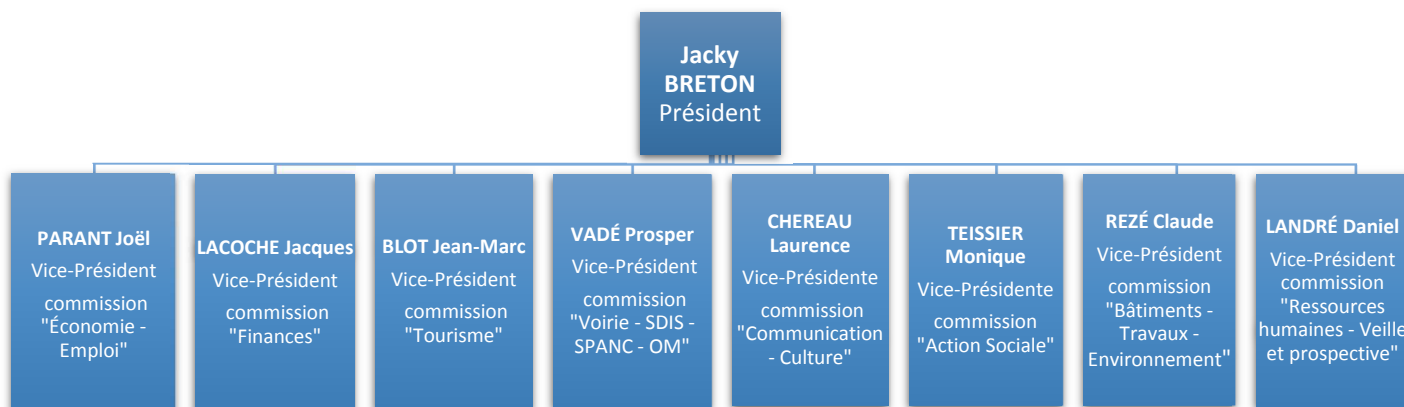 Jacky
BRETON
Président
PARANT Joël
Vice-Président
commission
"Économie -
Emploi"
LACOCHE Jacques
Vice-Président
commission
"Finances"
BLOT Jean-Marc
Vice-Président
commission
"Tourisme"
VADÉ Prosper
Vice-Président
commission
"Voirie - SDIS -
SPANC - OM"
CHEREAU
Laurence
Vice-Présidente
commission
"Communication
- Culture"
TEISSIER
Monique
Vice-Présidente
commission
"Action Sociale"
REZÉ Claude
Vice-Président
commission
"Bâtiments -
Travaux -
Environnement"
LANDRÉ Daniel
Vice-Président
commission
"Ressources
humaines - Veille
et prospective"